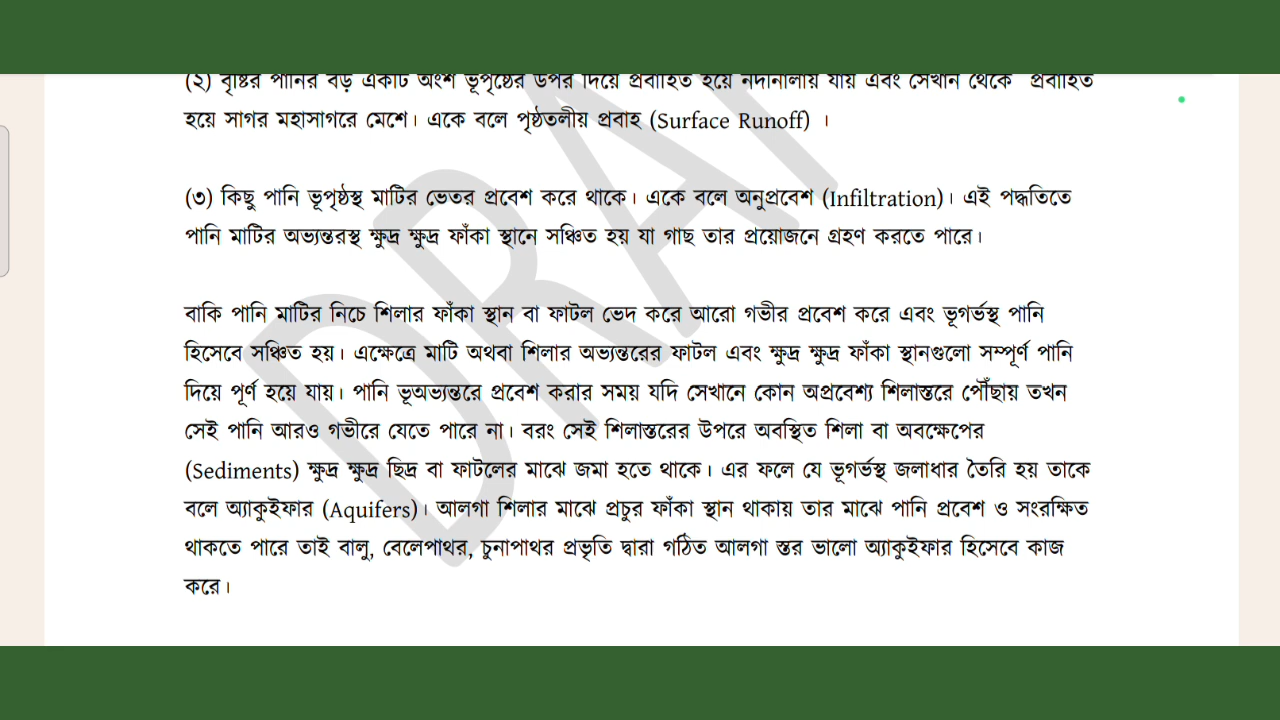 (২) বৃষ্টির পানির বড় একটি অংশ ভূপৃষ্ঠের উপর দিয়ে প্রবাহিত হয়ে নদীনালায় যায় এবং সেখান থেকে প্রবাহিত
হয়ে সাগর মহাসাগরে মেশে। একে বলে পৃষ্ঠতলীয় প্রবাহ (Surface Runoff) ।
(৩) কিছু পানি ভূপৃষ্ঠস্থ মাটির ভেতর প্রবেশ করে থাকে। একে বলে অনুপ্রবেশ (Infiltration)। এই পদ্ধতিতে
পানি মাটির অভ্যন্তরস্থ ক্ষুদ্র ক্ষুদ্র ফাঁকা স্থানে সঞ্চিত হয় যা গাছ তার প্রয়োজনে গ্রহণ করতে পারে।
বাকি পানি মাটির নিচে শিলার ফাঁকা স্থান বা ফাটল ভেদ করে আরো গভীর প্রবেশ করে এবং ভূগর্ভস্থ পানি
হিসেবে সঞ্চিত হয়। এক্ষেত্রে মাটি অথবা শিলার অভ্যন্তরের ফাটল এবং ক্ষুদ্র ক্ষুদ্র ফাঁকা স্থানগুলো সম্পূর্ণ পানি
দিয়ে পূর্ণ হয়ে যায়। পানি ভূঅভ্যন্তরে প্রবেশ করার সময় যদি সেখানে কোন অপ্রবেশ্য শিলাস্তরে পৌঁছায় তখন
সেই পানি আরও গভীরে যেতে পারে না। বরং সেই শিলাস্তরের উপরে অবস্থিত শিলা বা অবক্ষেপের
(Sediments) ক্ষুদ্র ক্ষুদ্র ছিদ্র বা ফাটলের মাঝে জমা হতে থাকে। এর ফলে যে ভূগর্ভস্থ জলাধার তৈরি হয় তাকে
বলে অ্যাকুইফার (Aquifers)। আলগা শিলার মাঝে প্রচুর ফাঁকা স্থান থাকায় তার মাঝে পানি প্রবেশ ও সংরক্ষিত
থাকতে পারে তাই বালু, বেলেপাথর, চুনাপাথর প্রভৃতি দ্বারা গঠিত আলগা স্তর ভালো অ্যাকুইফার হিসেবে কাজ
করে।